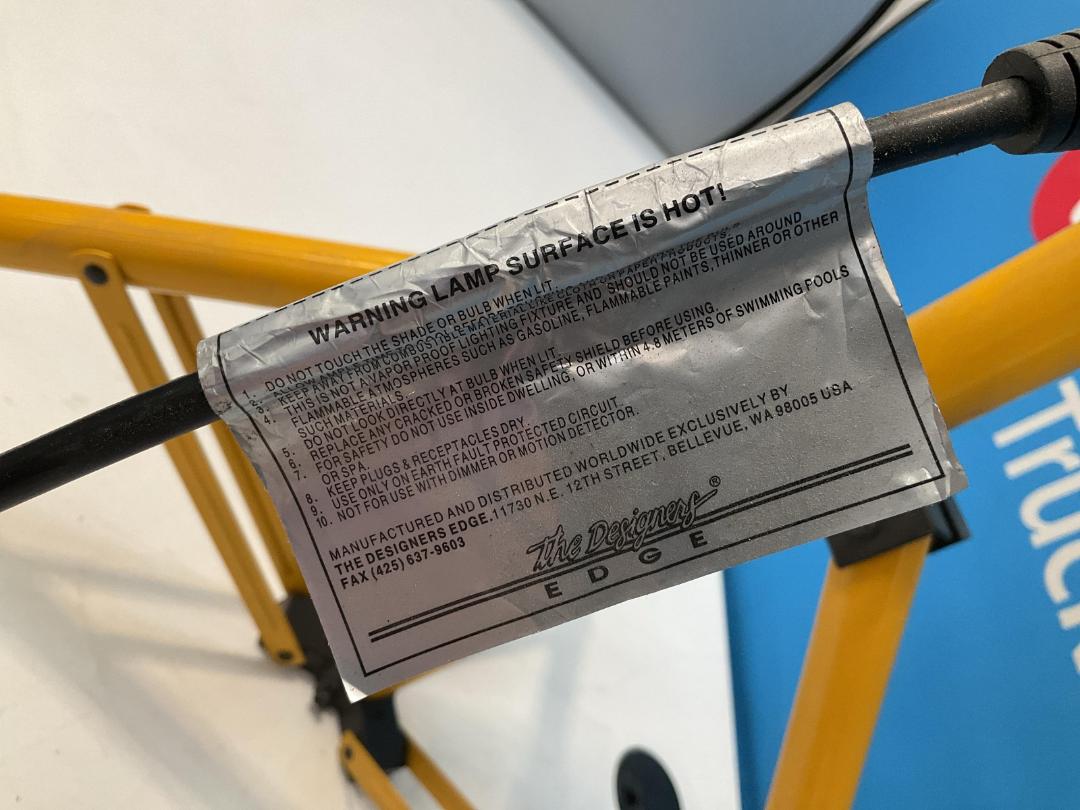 WARNING LAMP SURFACE IS HOT!
1. DO NOT TOUCH THE SHADE OR BULB WHEN LIT.
KEEP AWAY FROM COMBUSTIBLE MATERIAL
3. THIS IS NOT A VAPOR-PROOF LIGHTING FIXTURE AND SHOULD NOT BE USED AROUND
4. FLAMMABLE ATMOSPHERES SUCH AS GASOLINE, FLAMMABLE PAINTS, THINNER OR OTHER
SUCH MATERIALS.
5. DO NOT LOOK DIRECTLY AT BULB WHEN LIT.
6. REPLACE ANY CRACKED OR BROKEN SAFETY SHIELD BEFORE USING.
7. FOR SAFETY DO NOT USE INSIDE DWELLING, OR WITHIN 4.8 METERS OF SWIMMING POOLS
OR SPA.
8. KEEP PLUGS & RECEPTACLES DRY.
9. USE ONLY ON EARTH FAULT PROTECTED CIRCUIT.
10. NOT FOR USE WITH DIMMER OR MOTION DETECTOR.
MANUFACTURED AND DISTRIBUTED WORLDWIDE EXCLUSIVELY BY
THE DESIGNERS EDGE.11730 N.E. 12TH STREET, BELLEVUE, WA 98005 USA
FAX (425) 637-9603
the Designers®
EDGE